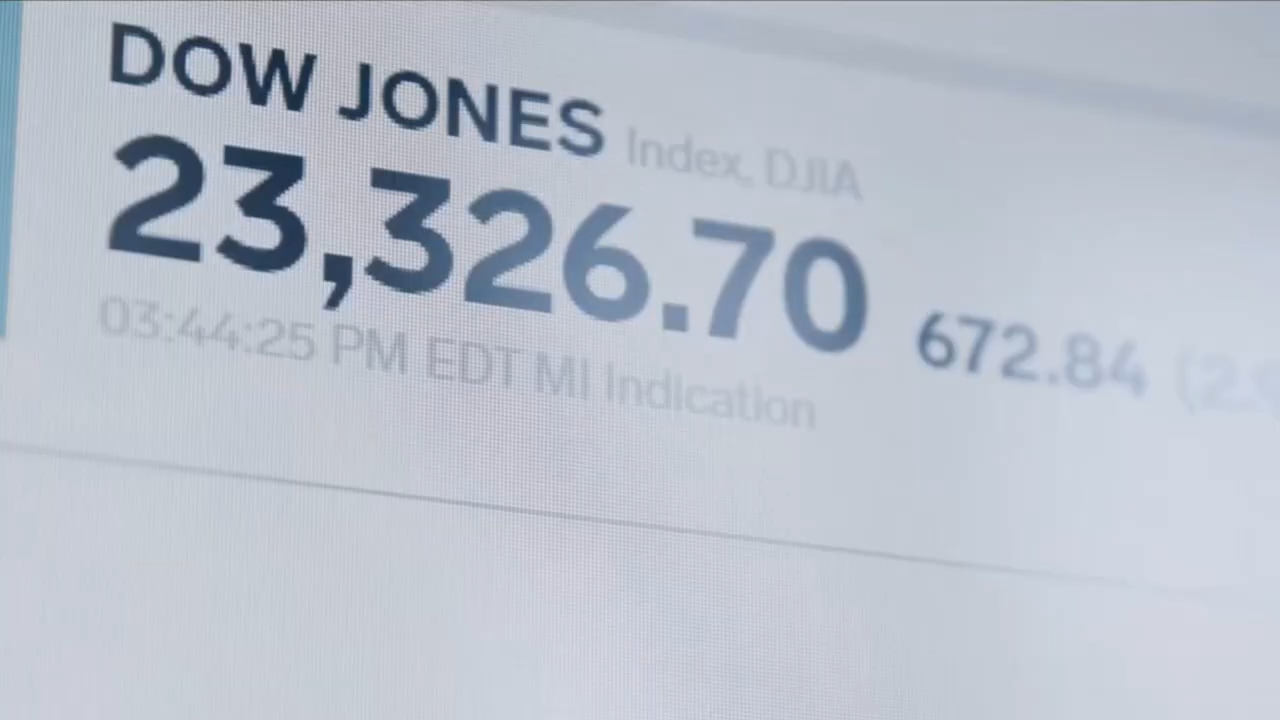 DOW JONES Index, DJIA
23,326.70 672.84
03:44:25 PM EDT MI Indication